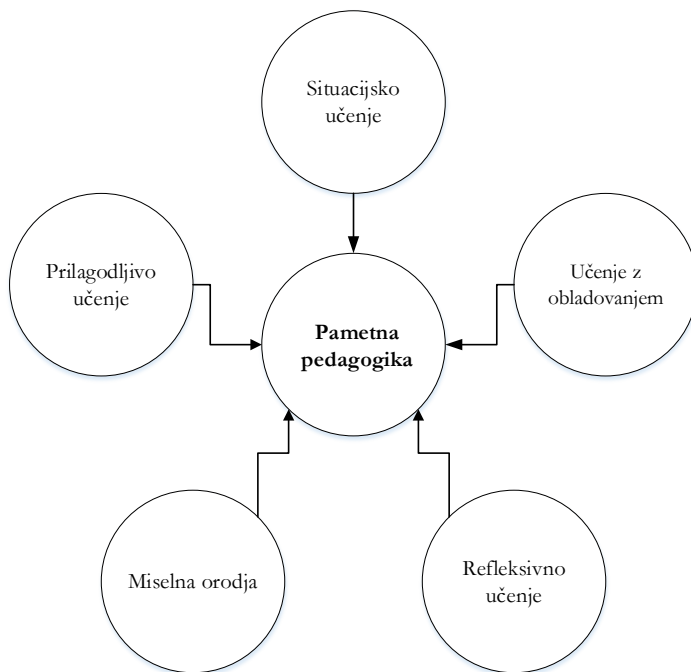 Situacijsko
učenje
Prilagodljivo
učenje
Učenje z
obladovanjem
Pametna
pedagogika
Miselna orodja
Refleksivno
učenje